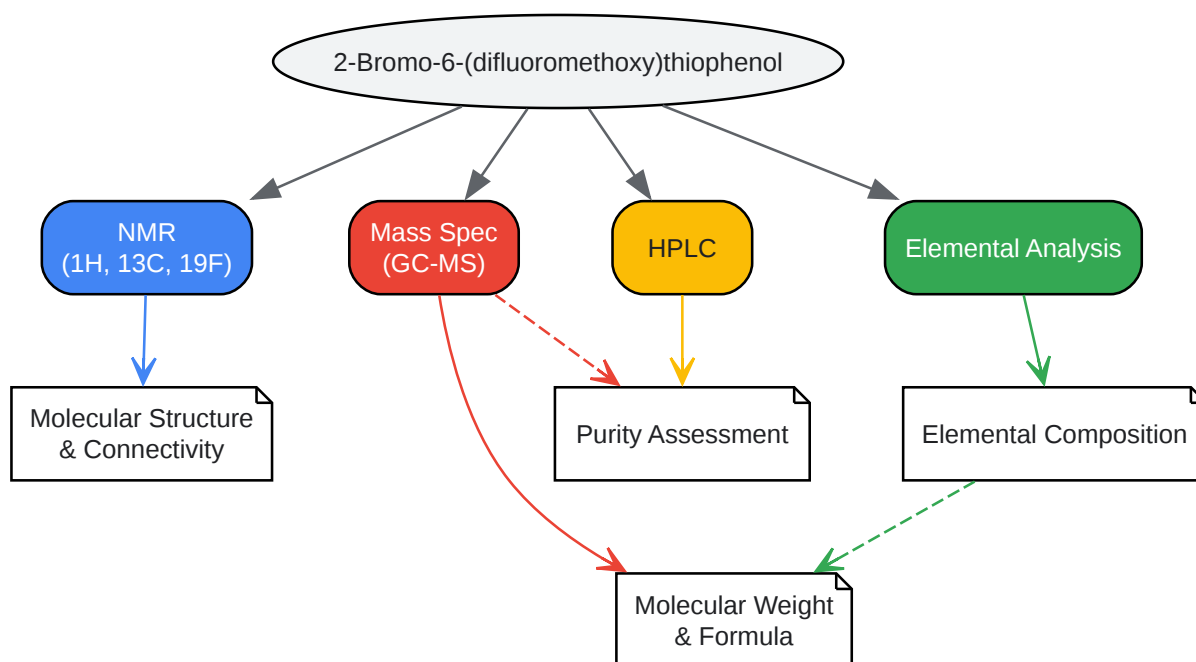 2-Bromo-6-(difluoromethoxy)thiophenol
NMR
(1H, 13C, 19F)
Mass Spec
(GC-MS)
HPLC
Elemental Analysis
Molecular Structure
& Connectivity
Purity Assessment
Elemental Composition
Molecular Weight
& Formula